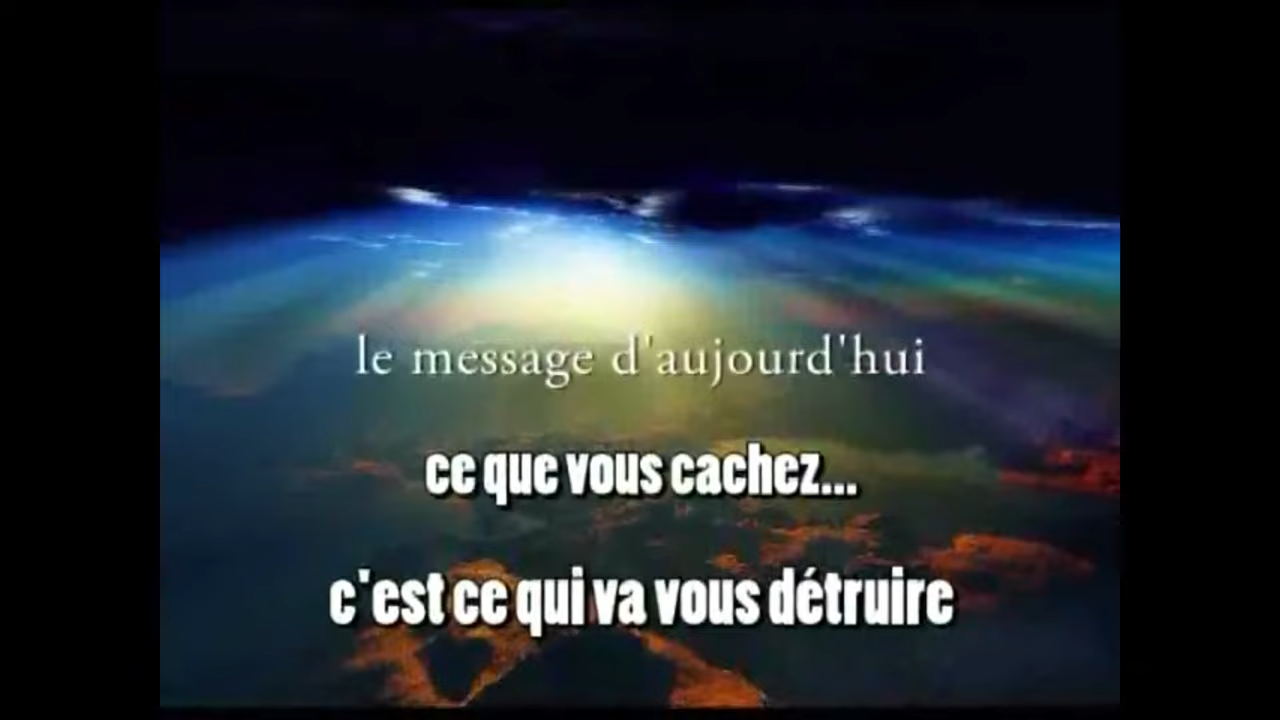 le message d'aujourd'hui
ce que vous cachez...
c'est ce qui va vous détruire